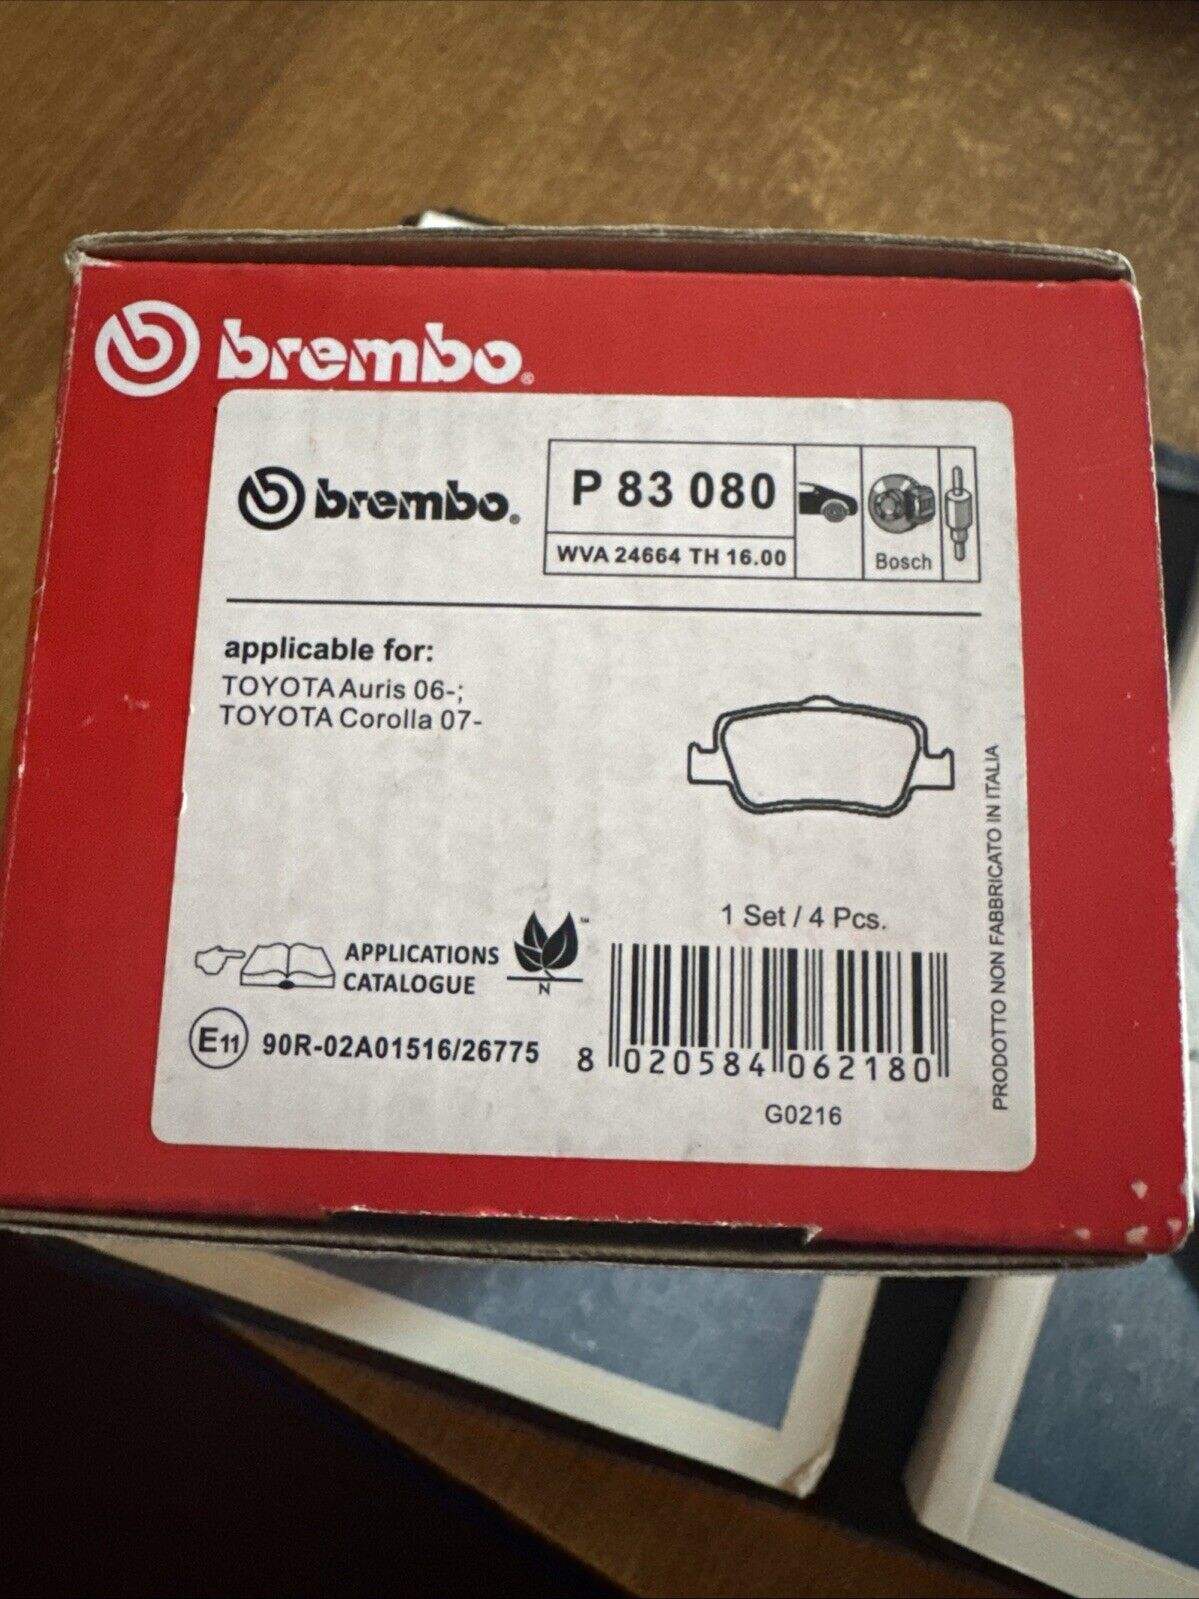 brembo®
brembo®
P 83 080
WVA 24664 TH 16.00
Bosch
applicable for:
TOYOTA Auris 06-;
TOYOTA Corolla 07-
1 Set / 4 Pcs.
APPLICATIONS
CATALOGUE
™
N
E11 90R-02A01516/26775
8 020584 062180
G0216
PRODOTTO NON FABBRICATO IN ITALIA